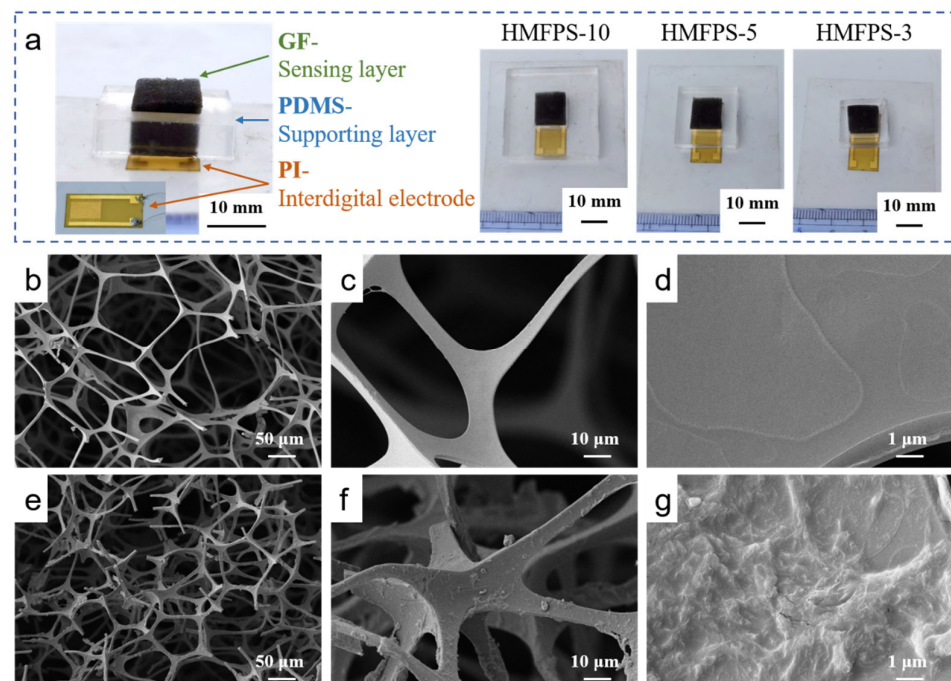 a
GF-
Sensing layer
PDMS-
Supporting layer
PI-
Interdigital electrode
10 mm
HMFPS-10
HMFPS-5
HMFPS-3
10 mm
10 mm
10 mm
b
50 μm
c
10 μm
d
1 μm
e
50 μm
f
10 μm
g
1 μm